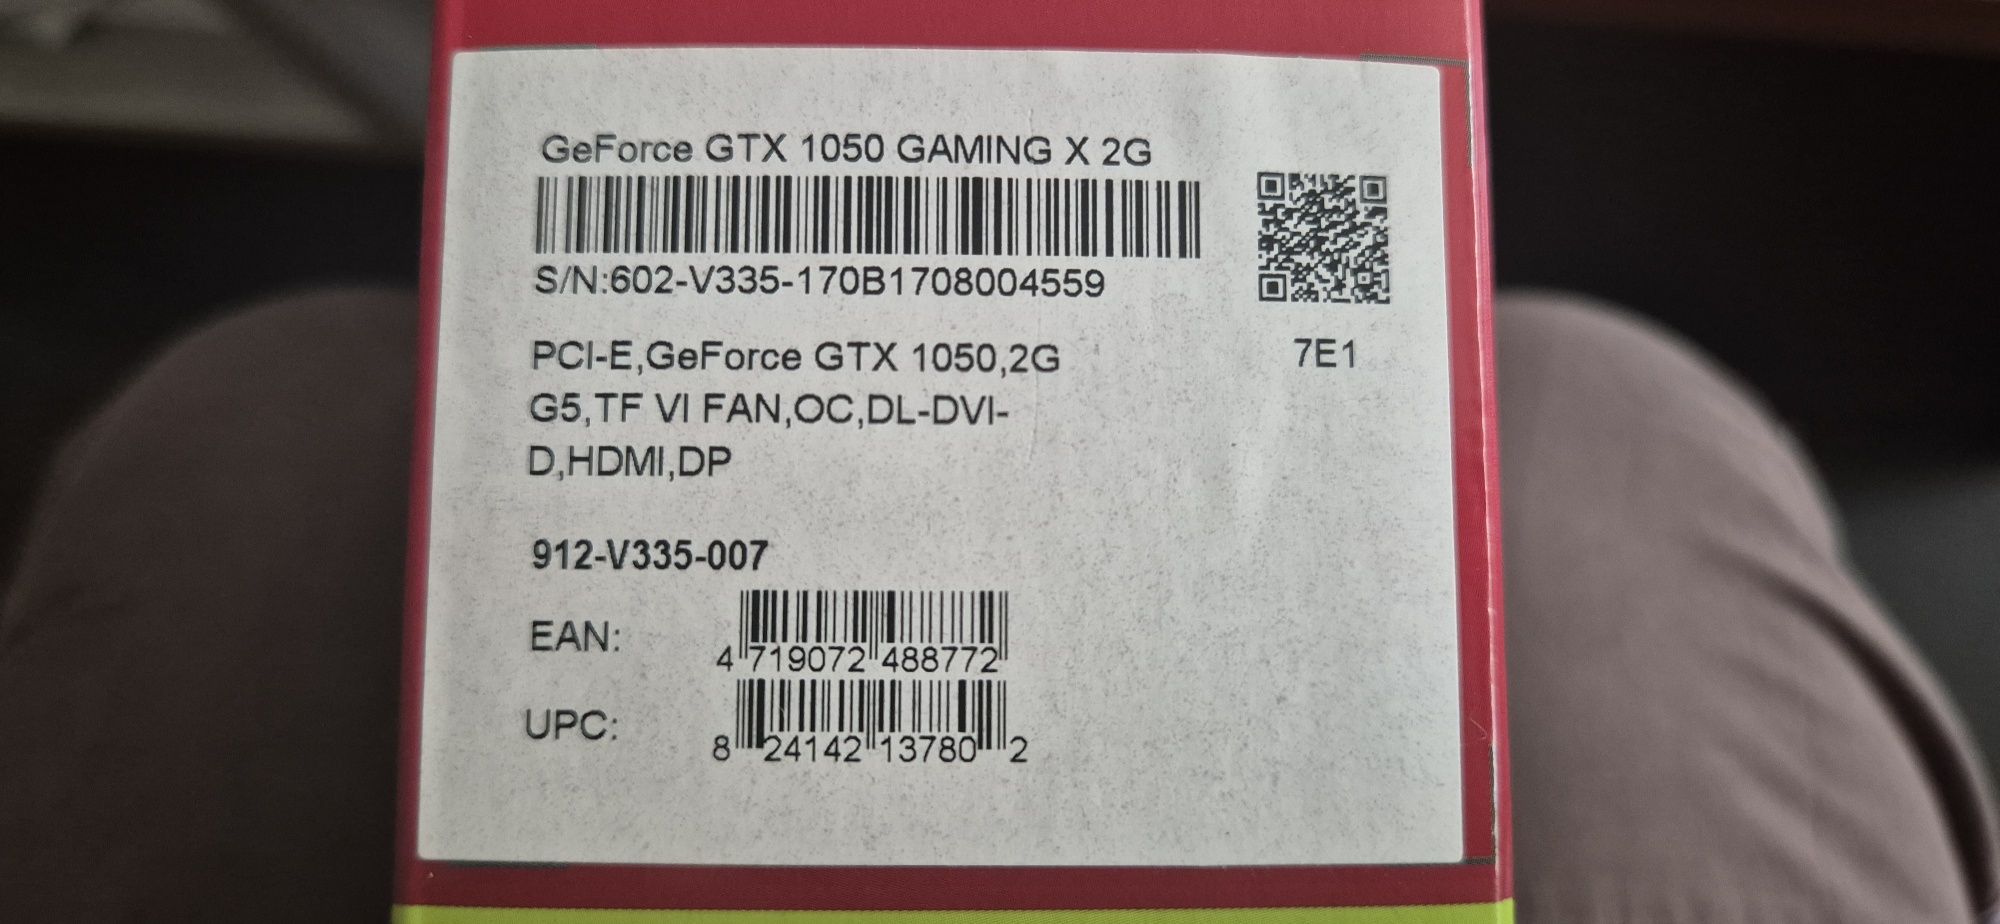 GeForce GTX 1050 GAMING X 2G
S/N:602-V335-170B1708004559
PCI-E,GeForce GTX 1050,2G
7E1
G5,TF VI FAN,OC,DL-DVI-
D,HDMI,DP
912-V335-007
EAN:
4 719072 488772
UPC:
8 24142 13780 2